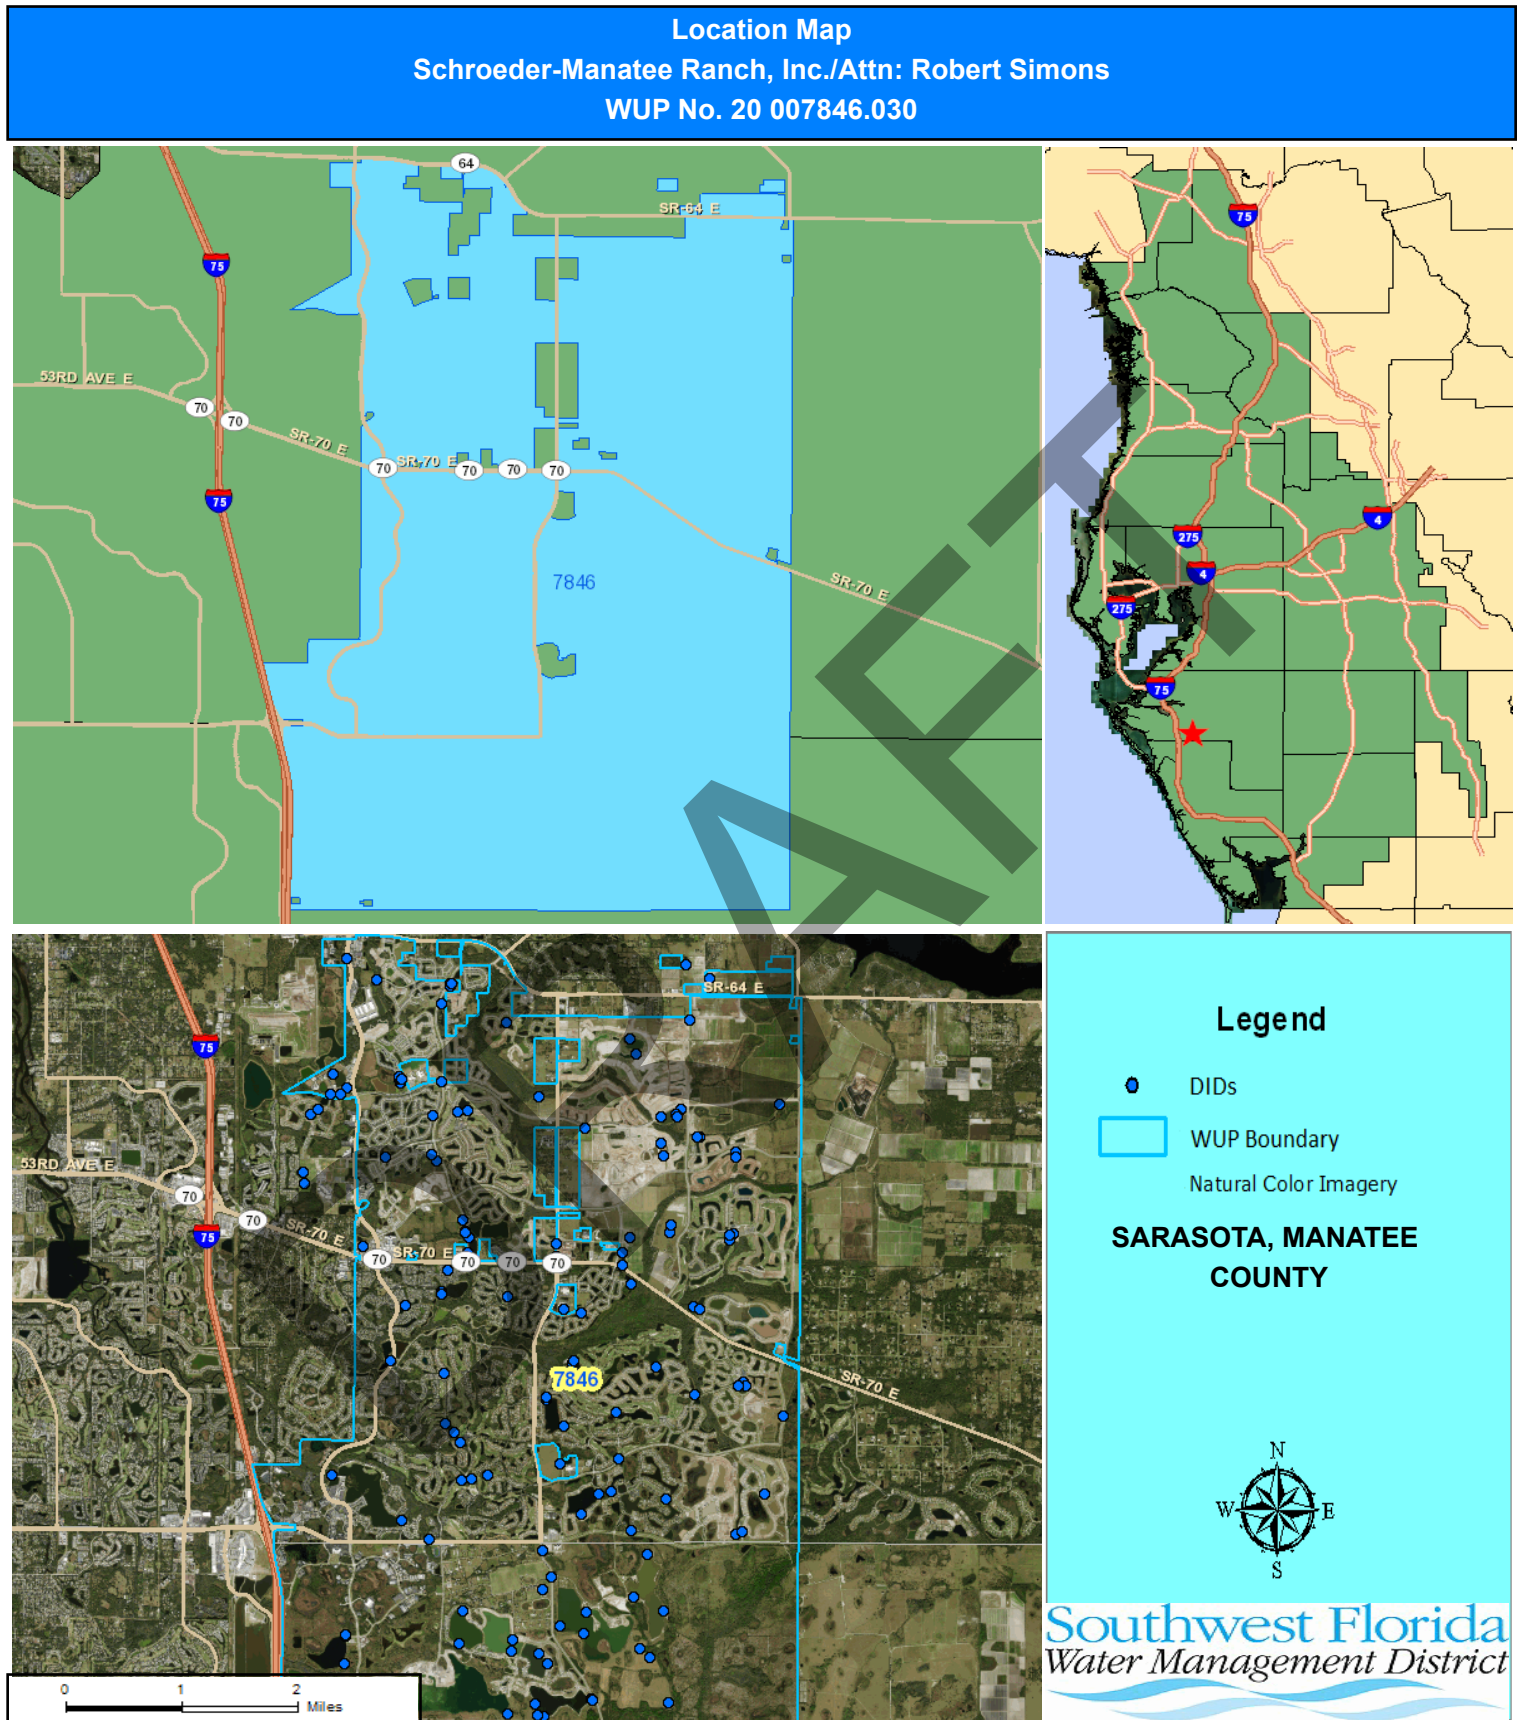 Location Map
Schroeder-Manatee Ranch, Inc./Attn: Robert Simons
WUP No. 20 007846.030
64
SR-64 E
75
53RD AVE E
70
70
SR-70 E
70
SR-70 E
70
70
70
75
7846
SR-70 E
75
4
275
4
275
75
DRAFT
SR-64 E
75
53RD AVE E
70
70
SR-70 E
75
70
SR-70 E
70
70
70
7846
SR-70 E
0
1
2
Miles
Legend
DIDs
WUP Boundary
Natural Color Imagery
SARASOTA, MANATEE
COUNTY
N
W
E
S
Southwest Florida
Water Management District